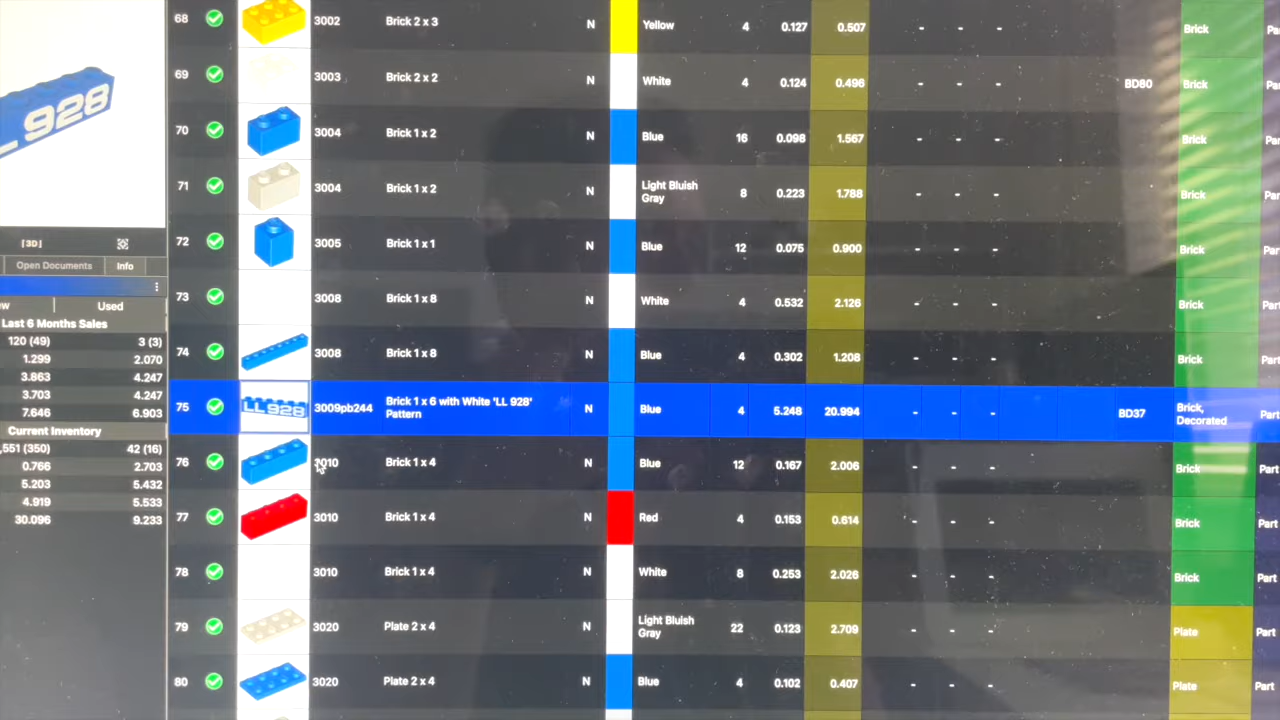 68 3002 Brick 2 x 3 N Yellow 4 0.127 0.507 - - - Brick
69 3003 Brick 2 x 2 N White 4 0.124 0.496 - - - BD80 Brick
70 3004 Brick 1 x 2 N Blue 16 0.098 1.567 - - - Brick
71 3004 Brick 1 x 2 N Light Bluish Gray 8 0.223 1.788 - - - Brick
72 3005 Brick 1 x 1 N Blue 12 0.075 0.900 - - - Brick
73 3008 Brick 1 x 8 N White 4 0.532 2.126 - - - Brick
74 3008 Brick 1 x 8 N Blue 4 0.302 1.208 - - - Brick
75 LL 928 3009pb244 Brick 1 x 6 with White 'LL 928' Pattern N Blue 4 5.248 20.994 - - - BD37 Brick, Decorated Part
76 3010 Brick 1 x 4 N Blue 12 0.167 2.006 - - - Brick Part
77 3010 Brick 1 x 4 N Red 4 0.153 0.614 - - - Brick Part
78 3010 Brick 1 x 4 N White 8 0.253 2.026 - - - Brick Part
79 3020 Plate 2 x 4 N Light Bluish Gray 22 0.123 2.709 - - - Plate Part
80 3020 Plate 2 x 4 N Blue 4 0.102 0.407 - - - Plate Part
L 928
[3D]
Open Documents Info
Used
Last 6 Months Sales
120 (49) 3 (3)
1.299 2.070
3.863 4.247
3.703 4.247
7.646 6.903
Current Inventory
,551 (350) 42 (16)
0.766 2.703
5.203 5.432
4.919 5.533
30.096 9.233